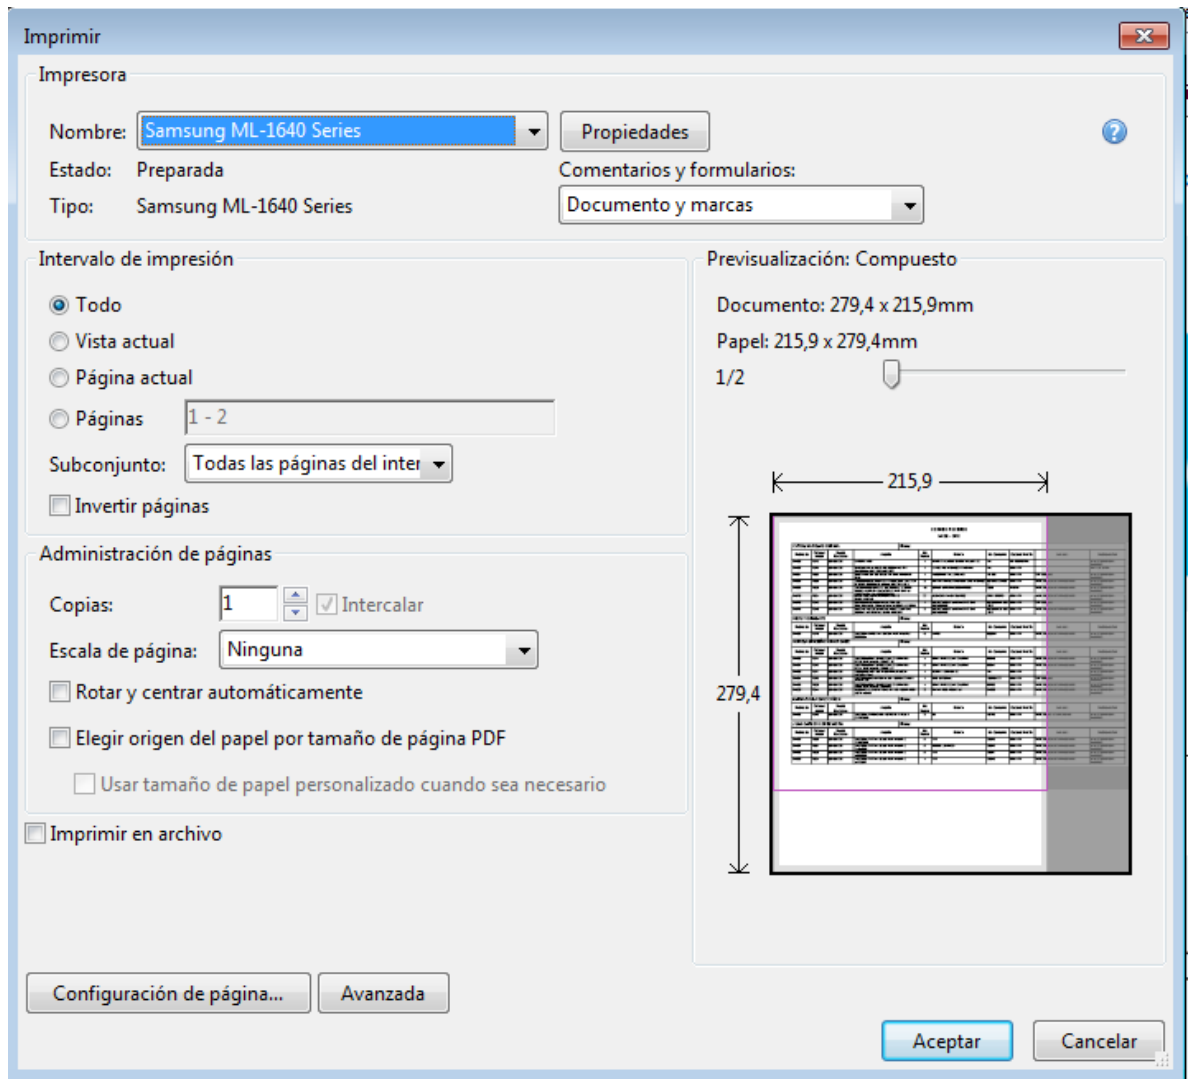 Imprimir
Impresora
Nombre: Samsung ML-1640 Series Propiedades
Estado: Preparada Comentarios y formularios:
Tipo: Samsung ML-1640 Series Documento y marcas
Intervalo de impresión
Todo
Vista actual
Página actual
Páginas 1 - 2
Subconjunto: Todas las páginas del inter
Invertir páginas
Administración de páginas
Copias: 1 Intercalar
Escala de página: Ninguna
Rotar y centrar automáticamente
Elegir origen del papel por tamaño de página PDF
Usar tamaño de papel personalizado cuando sea necesario
Imprimir en archivo
Previsualización: Compuesto
Documento: 279,4 x 215,9mm
Papel: 215,9 x 279,4mm
1/2
215,9
279,4
Configuración de página... Avanzada
Aceptar Cancelar